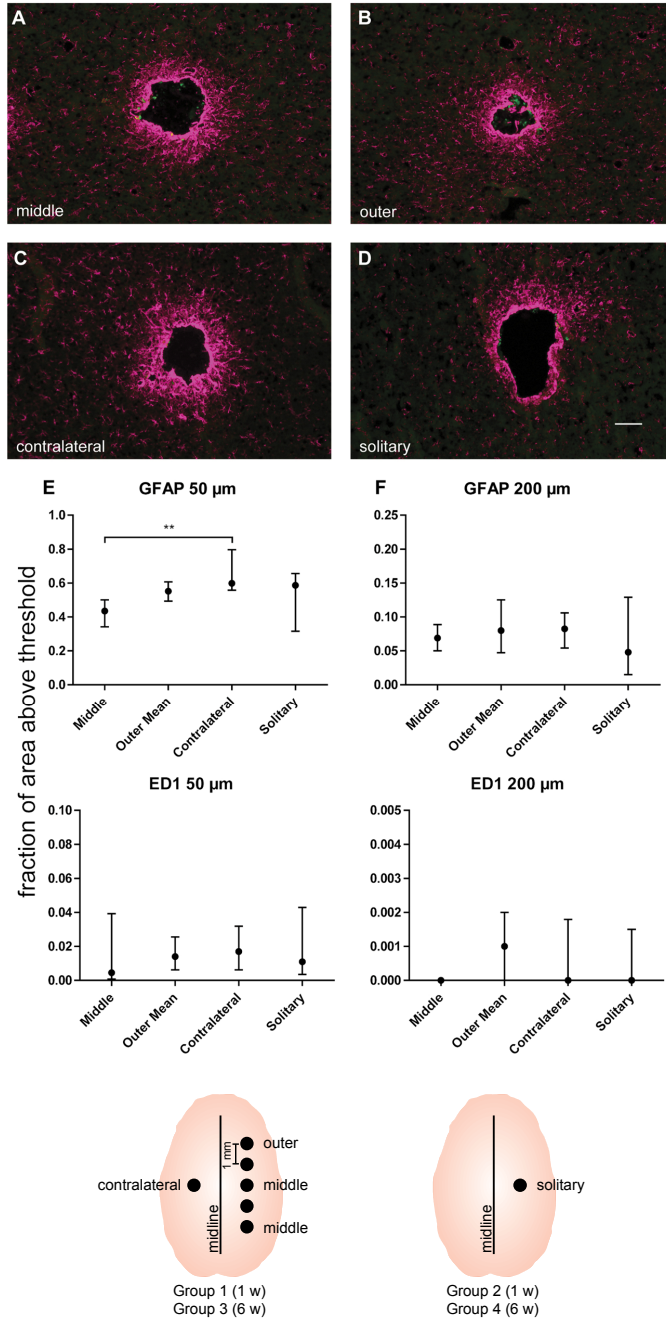 A
middle
B
outer
C
contralateral
D
solitary
fraction of area above threshold
E
GFAP 50 µm
1.0
0.8
0.6
0.4
0.2
0.0
**
Middle
Outer Mean
Contralateral
Solitary
F
GFAP 200 µm
0.25
0.20
0.15
0.10
0.05
0.00
Middle
Outer Mean
Contralateral
Solitary
ED1 50 µm
0.10
0.08
0.06
0.04
0.02
0.00
Middle
Outer Mean
Contralateral
Solitary
ED1 200 µm
0.005
0.004
0.003
0.002
0.001
0.000
Middle
Outer Mean
Contralateral
Solitary
contralateral
midline
1 mm
outer
middle
middle
Group 1 (1 w)
Group 3 (6 w)
midline
solitary
Group 2 (1 w)
Group 4 (6 w)